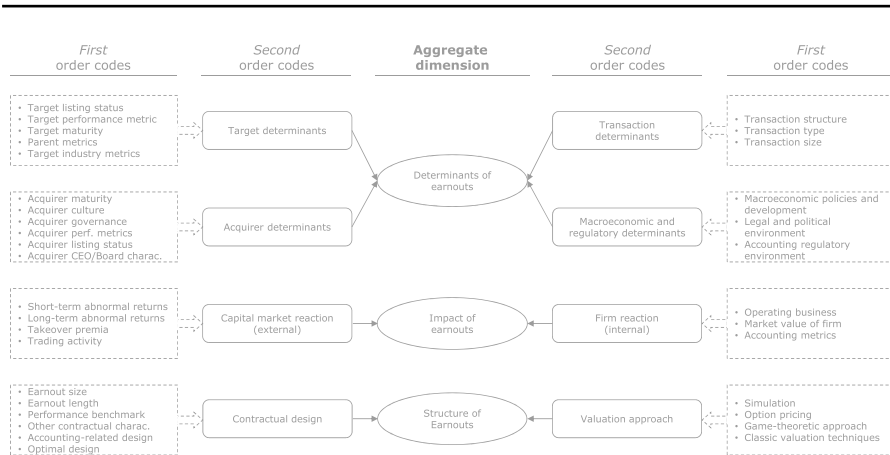 First
order codes
Second
order codes
Aggregate
dimension
Second
order codes
First
order codes
• Target listing status
• Target performance metric
• Target maturity
• Parent metrics
• Target industry metrics
Target determinants
Transaction
determinants
• Transaction structure
• Transaction type
• Transaction size
Determinants of
earnouts
• Acquirer maturity
• Acquirer culture
• Acquirer governance
• Acquirer perf. metrics
• Acquirer listing status
• Acquirer CEO/Board charac.
Acquirer determinants
Macroeconomic and
regulatory determinants
• Macroeconomic policies and
development
• Legal and political
environment
• Accounting regulatory
environment
• Short-term abnormal returns
• Long-term abnormal returns
• Takeover premia
• Trading activity
Capital market reaction
(external)
Impact of
earnouts
Firm reaction
(internal)
• Operating business
• Market value of firm
• Accounting metrics
• Earnout size
• Earnout length
• Performance benchmark
• Other contractual charac.
• Accounting-related design
• Optimal design
Contractual design
Structure of
Earnouts
Valuation approach
• Simulation
• Option pricing
• Game-theoretic approach
• Classic valuation techniques